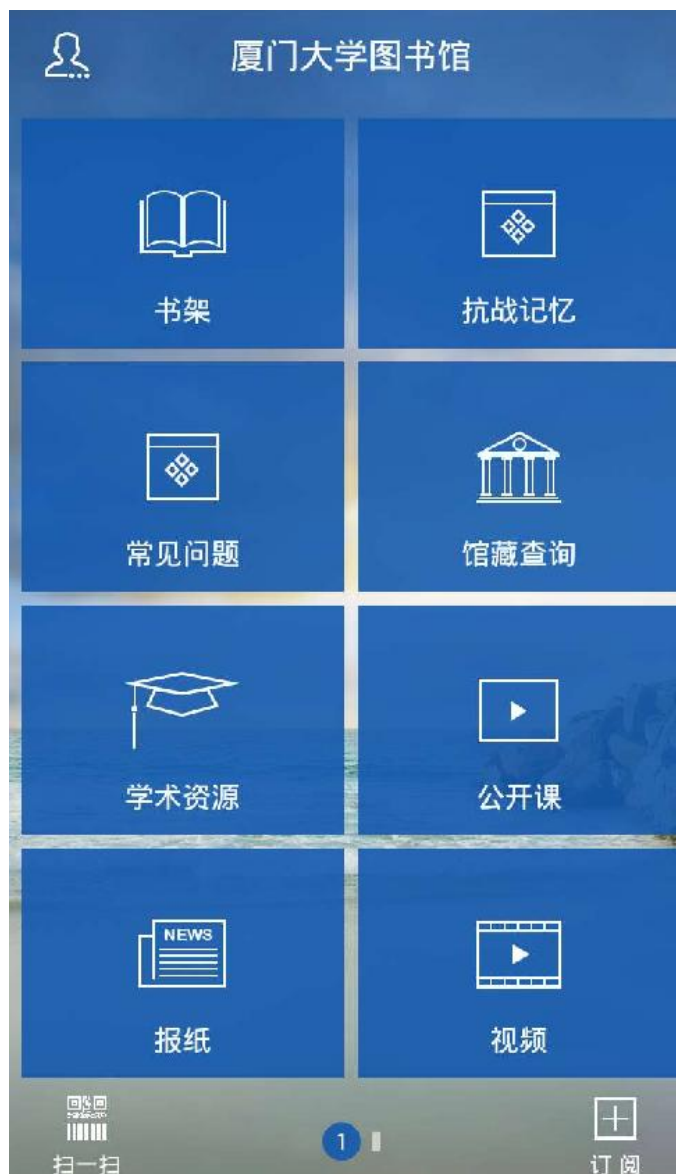 厦门大学图书馆
书架
抗战记忆
常见问题
馆藏查询
学术资源
公开课
NEWS
报纸
视频
1
扫一扫
订阅